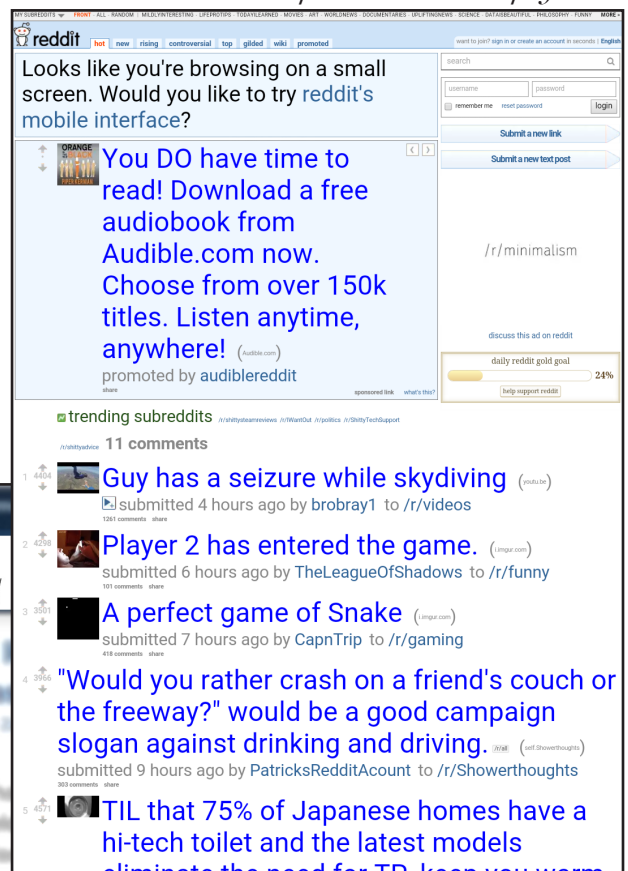 MY SUBREDDITS FRONT - ALL - RANDOM | MILDLYINTERESTING - LIFEPROTIPS - TODAYILEARNED - MOVIES - ART - WORLDNEWS - DOCUMENTARIES - UPLIFTINGNEWS - SCIENCE - DATAISBEAUTIFUL - PHILOSOPHY - FUNNY MORE »
reddit hot new rising controversial top gilded wiki promoted
want to join? sign in or create an account in seconds | English
Looks like you're browsing on a small
screen. Would you like to try reddit's
mobile interface?
search
username password
remember me reset password login
Submit a new link
Submit a new text post
/r/minimalism
discuss this ad on reddit
daily reddit gold goal
24%
help support reddit
ORANGE
BLACK
PIPER KERMAN
You DO have time to
read! Download a free
audiobook from
Audible.com now.
Choose from over 150k
titles. Listen anytime,
anywhere! (Audible.com)
promoted by audiblereddit
share sponsored link what's this?
trending subreddits /r/shittysteamreviews /r/IWantOut /r/politics /r/ShittyTechSupport
/r/shittyadvice 11 comments
1 4404 Guy has a seizure while skydiving (youtu.be)
submitted 4 hours ago by brobray1 to /r/videos
1261 comments share
2 4298 Player 2 has entered the game. (i.imgur.com)
submitted 6 hours ago by TheLeagueOfShadows to /r/funny
101 comments share
3 3501 A perfect game of Snake (i.imgur.com)
submitted 7 hours ago by CapnTrip to /r/gaming
418 comments share
4 3966 "Would you rather crash on a friend's couch or
the freeway?" would be a good campaign
slogan against drinking and driving. /r/all (self.Showerthoughts)
submitted 9 hours ago by PatricksRedditAcount to /r/Showerthoughts
303 comments share
5 4571 TIL that 75% of Japanese homes have a
hi-tech toilet and the latest models
eliminate the need for TP, keep you warm